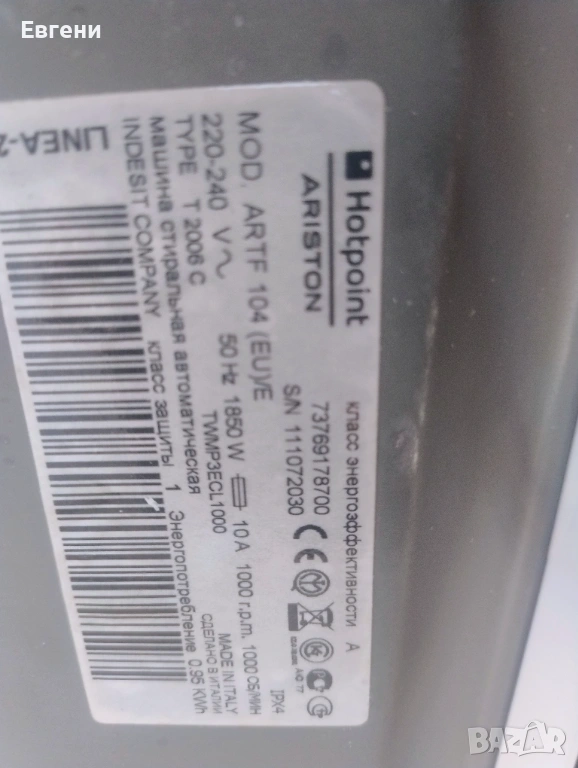 Евгени
Hotpoint
ARISTON
класс энергоэффективности A
73769178700
S/N 111072030
MOD. ARTF 104 (EU)/E
220-240 V 50 Hz 1850 W 10 A 1000 r.p.m. 1000 Об/мин
IPX4
TYPE T 2006 C TWMP3ECL1000
MADE IN ITALY
СДЕЛАНО В ИТАЛИИ
машина стиральная автоматическая
INDESIT COMPANY класс защиты 1 Энергопотребление 0.95 KWh
LINEA-2
BAZAR